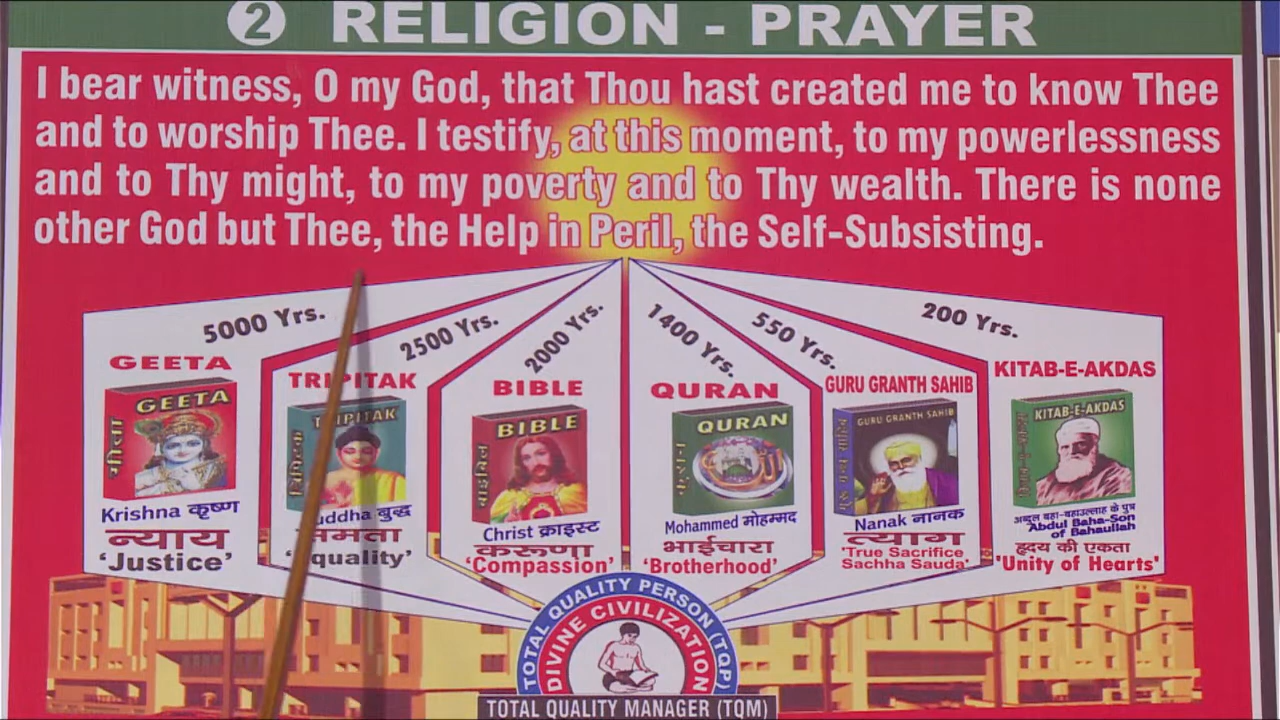 2 RELIGION - PRAYER
I bear witness, O my God, that Thou hast created me to know Thee
and to worship Thee. I testify, at this moment, to my powerlessness
and to Thy might, to my poverty and to Thy wealth. There is none
other God but Thee, the Help in Peril, the Self-Subsisting.
5000 Yrs.
GEETA
GEETA
गीता
Krishna कृष्ण
न्याय
'Justice'
2500 Yrs.
TRIPITAK
TRIPITAK
त्रिपिटक
uddha बुद्ध
समता
quality'
2000 Yrs.
BIBLE
BIBLE
बाइबिल
Christ क्राइस्ट
करूणा
'Compassion'
1400 Yrs.
QURAN
QURAN
कुरान
Mohammed मोहम्मद
भाईचारा
'Brotherhood'
550 Yrs.
GURU GRANTH SAHIB
GURU GRANTH SAHIB
Nanak नानक
त्याग
'True Sacrifice
Sachha Sauda'
200 Yrs.
KITAB-E-AKDAS
KITAB-E-AKDAS
अब्दुल बहा-बहाउल्लाह के पुत्र
Abdul Baha-Son
of Bahaullah
हृदय की एकता
'Unity of Hearts'
TOTAL QUALITY PERSON (TQP)
DIVINE CIVILIZATION
TOTAL QUALITY MANAGER (TQM)